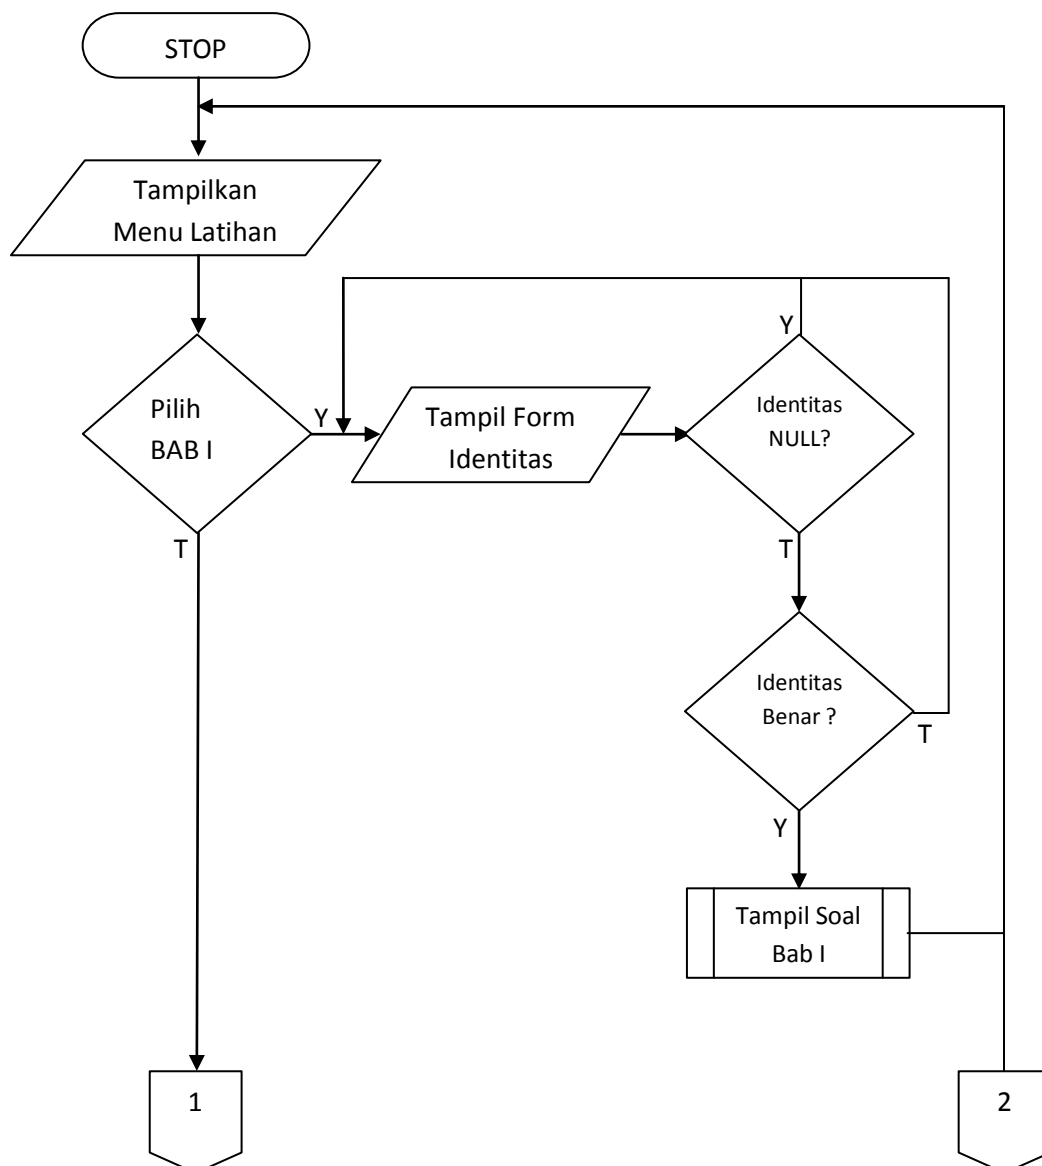 STOP
Tampilkan
Menu Latihan
Y
Pilih
BAB I
Y
Tampil Form
Identitas
Identitas
NULL?
T
T
Identitas
Benar ?
T
Y
Tampil Soal
Bab I
1
2